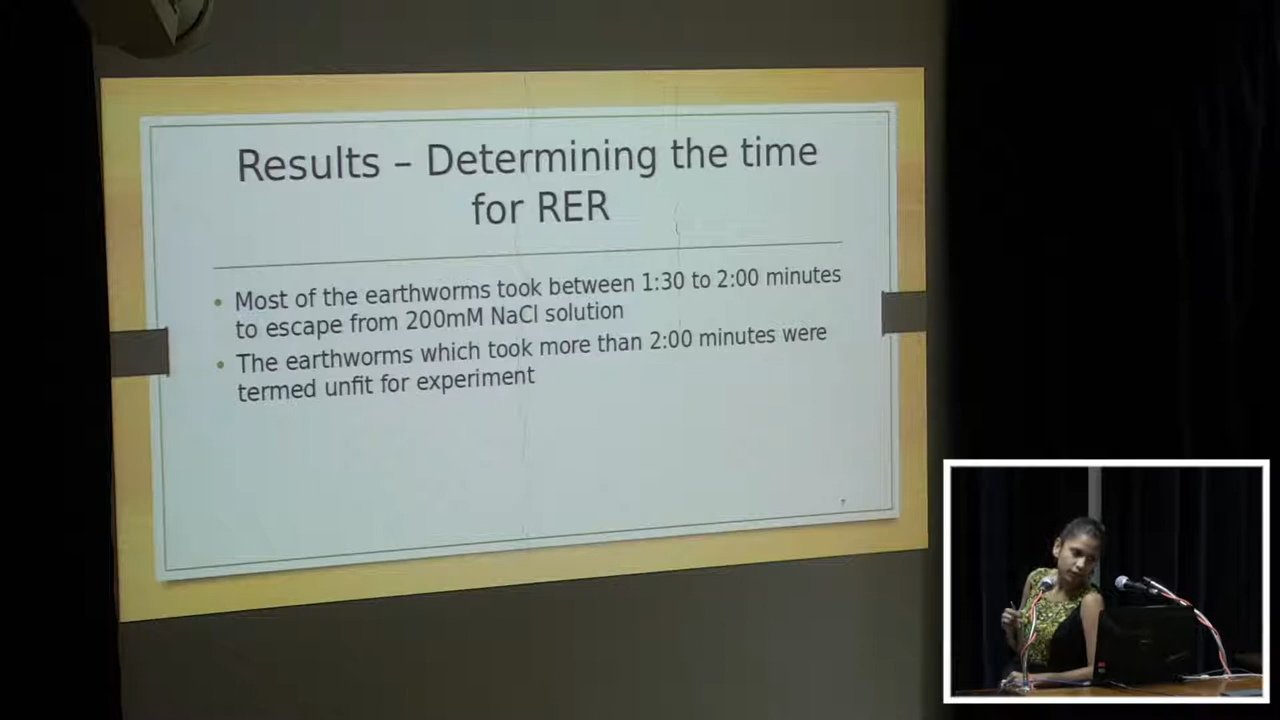 Results – Determining the time
for RER
• Most of the earthworms took between 1:30 to 2:00 minutes
to escape from 200mM NaCl solution
• The earthworms which took more than 2:00 minutes were
termed unfit for experiment